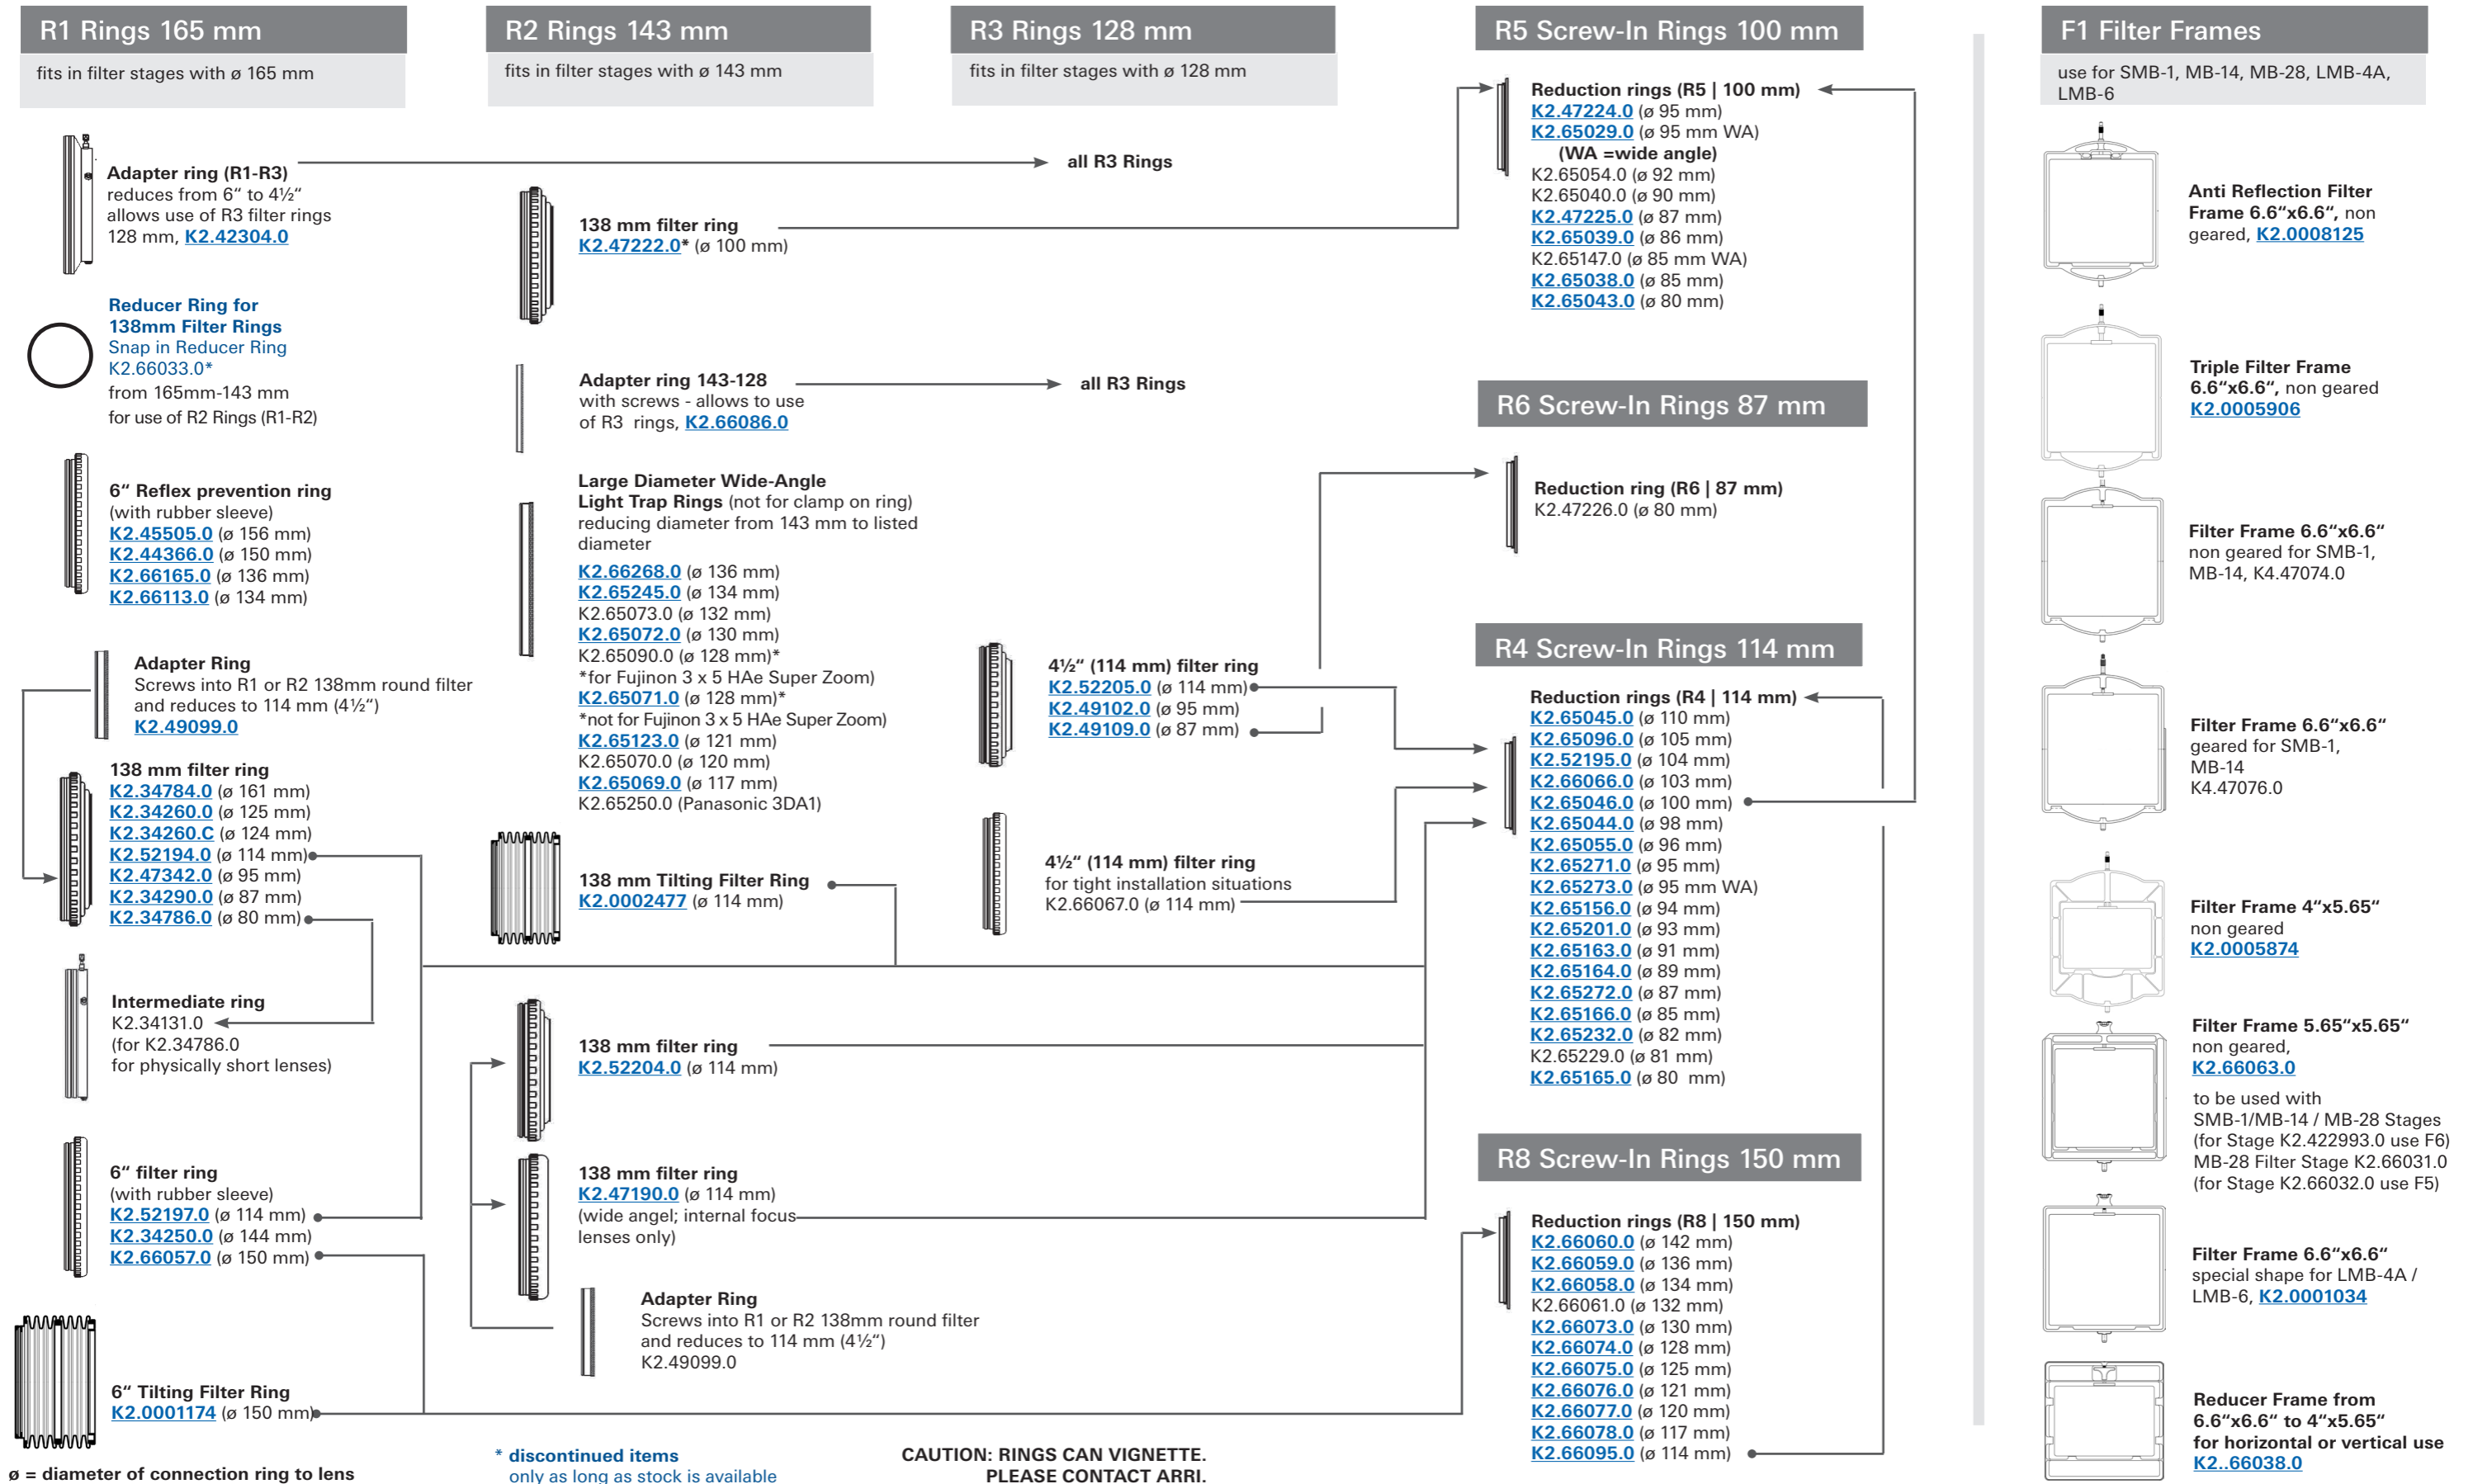 R1 Rings 165 mm
fits in filter stages with ø 165 mm
Adapter ring (R1-R3)
reduces from 6“ to 4½“
allows use of R3 filter rings
128 mm, K2.42304.0
Reducer Ring for
138mm Filter Rings
Snap in Reducer Ring
K2.66033.0*
from 165mm-143 mm
for use of R2 Rings (R1-R2)
6“ Reflex prevention ring
(with rubber sleeve)
K2.45505.0 (ø 156 mm)
K2.44366.0 (ø 150 mm)
K2.66165.0 (ø 136 mm)
K2.66113.0 (ø 134 mm)
Adapter Ring
Screws into R1 or R2 138mm round filter
and reduces to 114 mm (4½“)
K2.49099.0
138 mm filter ring
K2.34784.0 (ø 161 mm)
K2.34260.0 (ø 125 mm)
K2.34260.C (ø 124 mm)
K2.52194.0 (ø 114 mm)
K2.47342.0 (ø 95 mm)
K2.34290.0 (ø 87 mm)
K2.34786.0 (ø 80 mm)
Intermediate ring
K2.34131.0
(for K2.34786.0
for physically short lenses)
6“ filter ring
(with rubber sleeve)
K2.52197.0 (ø 114 mm)
K2.34250.0 (ø 144 mm)
K2.66057.0 (ø 150 mm)
6“ Tilting Filter Ring
K2.0001174 (ø 150 mm)
ø = diameter of connection ring to lens
R2 Rings 143 mm
fits in filter stages with ø 143 mm
138 mm filter ring
K2.47222.0* (ø 100 mm)
Adapter ring 143-128
with screws - allows to use
of R3 rings, K2.66086.0
Large Diameter Wide-Angle
Light Trap Rings (not for clamp on ring)
reducing diameter from 143 mm to listed
diameter
K2.66268.0 (ø 136 mm)
K2.65245.0 (ø 134 mm)
K2.65073.0 (ø 132 mm)
K2.65072.0 (ø 130 mm)
K2.65090.0 (ø 128 mm)*
*for Fujinon 3 x 5 HAe Super Zoom)
K2.65071.0 (ø 128 mm)*
*not for Fujinon 3 x 5 HAe Super Zoom)
K2.65123.0 (ø 121 mm)
K2.65070.0 (ø 120 mm)
K2.65069.0 (ø 117 mm)
K2.65250.0 (Panasonic 3DA1)
138 mm Tilting Filter Ring
K2.0002477 (ø 114 mm)
138 mm filter ring
K2.52204.0 (ø 114 mm)
138 mm filter ring
K2.47190.0 (ø 114 mm)
(wide angel; internal focus
lenses only)
Adapter Ring
Screws into R1 or R2 138mm round filter
and reduces to 114 mm (4½“)
K2.49099.0
* discontinued items
only as long as stock is available
R3 Rings 128 mm
fits in filter stages with ø 128 mm
all R3 Rings
all R3 Rings
4½“ (114 mm) filter ring
K2.52205.0 (ø 114 mm)
K2.49102.0 (ø 95 mm)
K2.49109.0 (ø 87 mm)
4½“ (114 mm) filter ring
for tight installation situations
K2.66067.0 (ø 114 mm)
CAUTION: RINGS CAN VIGNETTE.
PLEASE CONTACT ARRI.
R5 Screw-In Rings 100 mm
Reduction rings (R5 | 100 mm)
K2.47224.0 (ø 95 mm)
K2.65029.0 (ø 95 mm WA)
(WA =wide angle)
K2.65054.0 (ø 92 mm)
K2.65040.0 (ø 90 mm)
K2.47225.0 (ø 87 mm)
K2.65039.0 (ø 86 mm)
K2.65147.0 (ø 85 mm WA)
K2.65038.0 (ø 85 mm)
K2.65043.0 (ø 80 mm)
R6 Screw-In Rings 87 mm
Reduction ring (R6 | 87 mm)
K2.47226.0 (ø 80 mm)
R4 Screw-In Rings 114 mm
Reduction rings (R4 | 114 mm)
K2.65045.0 (ø 110 mm)
K2.65096.0 (ø 105 mm)
K2.52195.0 (ø 104 mm)
K2.66066.0 (ø 103 mm)
K2.65046.0 (ø 100 mm)
K2.65044.0 (ø 98 mm)
K2.65055.0 (ø 96 mm)
K2.65271.0 (ø 95 mm)
K2.65273.0 (ø 95 mm WA)
K2.65156.0 (ø 94 mm)
K2.65201.0 (ø 93 mm)
K2.65163.0 (ø 91 mm)
K2.65164.0 (ø 89 mm)
K2.65272.0 (ø 87 mm)
K2.65166.0 (ø 85 mm)
K2.65232.0 (ø 82 mm)
K2.65229.0 (ø 81 mm)
K2.65165.0 (ø 80 mm)
R8 Screw-In Rings 150 mm
Reduction rings (R8 | 150 mm)
K2.66060.0 (ø 142 mm)
K2.66059.0 (ø 136 mm)
K2.66058.0 (ø 134 mm)
K2.66061.0 (ø 132 mm)
K2.66073.0 (ø 130 mm)
K2.66074.0 (ø 128 mm)
K2.66075.0 (ø 125 mm)
K2.66076.0 (ø 121 mm)
K2.66077.0 (ø 120 mm)
K2.66078.0 (ø 117 mm)
K2.66095.0 (ø 114 mm)
F1 Filter Frames
use for SMB-1, MB-14, MB-28, LMB-4A,
LMB-6
Anti Reflection Filter
Frame 6.6“x6.6“, non
geared, K2.0008125
Triple Filter Frame
6.6“x6.6“, non geared
K2.0005906
Filter Frame 6.6“x6.6“
non geared for SMB-1,
MB-14, K4.47074.0
Filter Frame 6.6“x6.6“
geared for SMB-1,
MB-14
K4.47076.0
Filter Frame 4“x5.65“
non geared
K2.0005874
Filter Frame 5.65“x5.65“
non geared,
K2.66063.0
to be used with
SMB-1/MB-14 / MB-28 Stages
(for Stage K2.422993.0 use F6)
MB-28 Filter Stage K2.66031.0
(for Stage K2.66032.0 use F5)
Filter Frame 6.6“x6.6“
special shape for LMB-4A /
LMB-6, K2.0001034
Reducer Frame from
6.6“x6.6“ to 4“x5.65“
for horizontal or vertical use
K2..66038.0